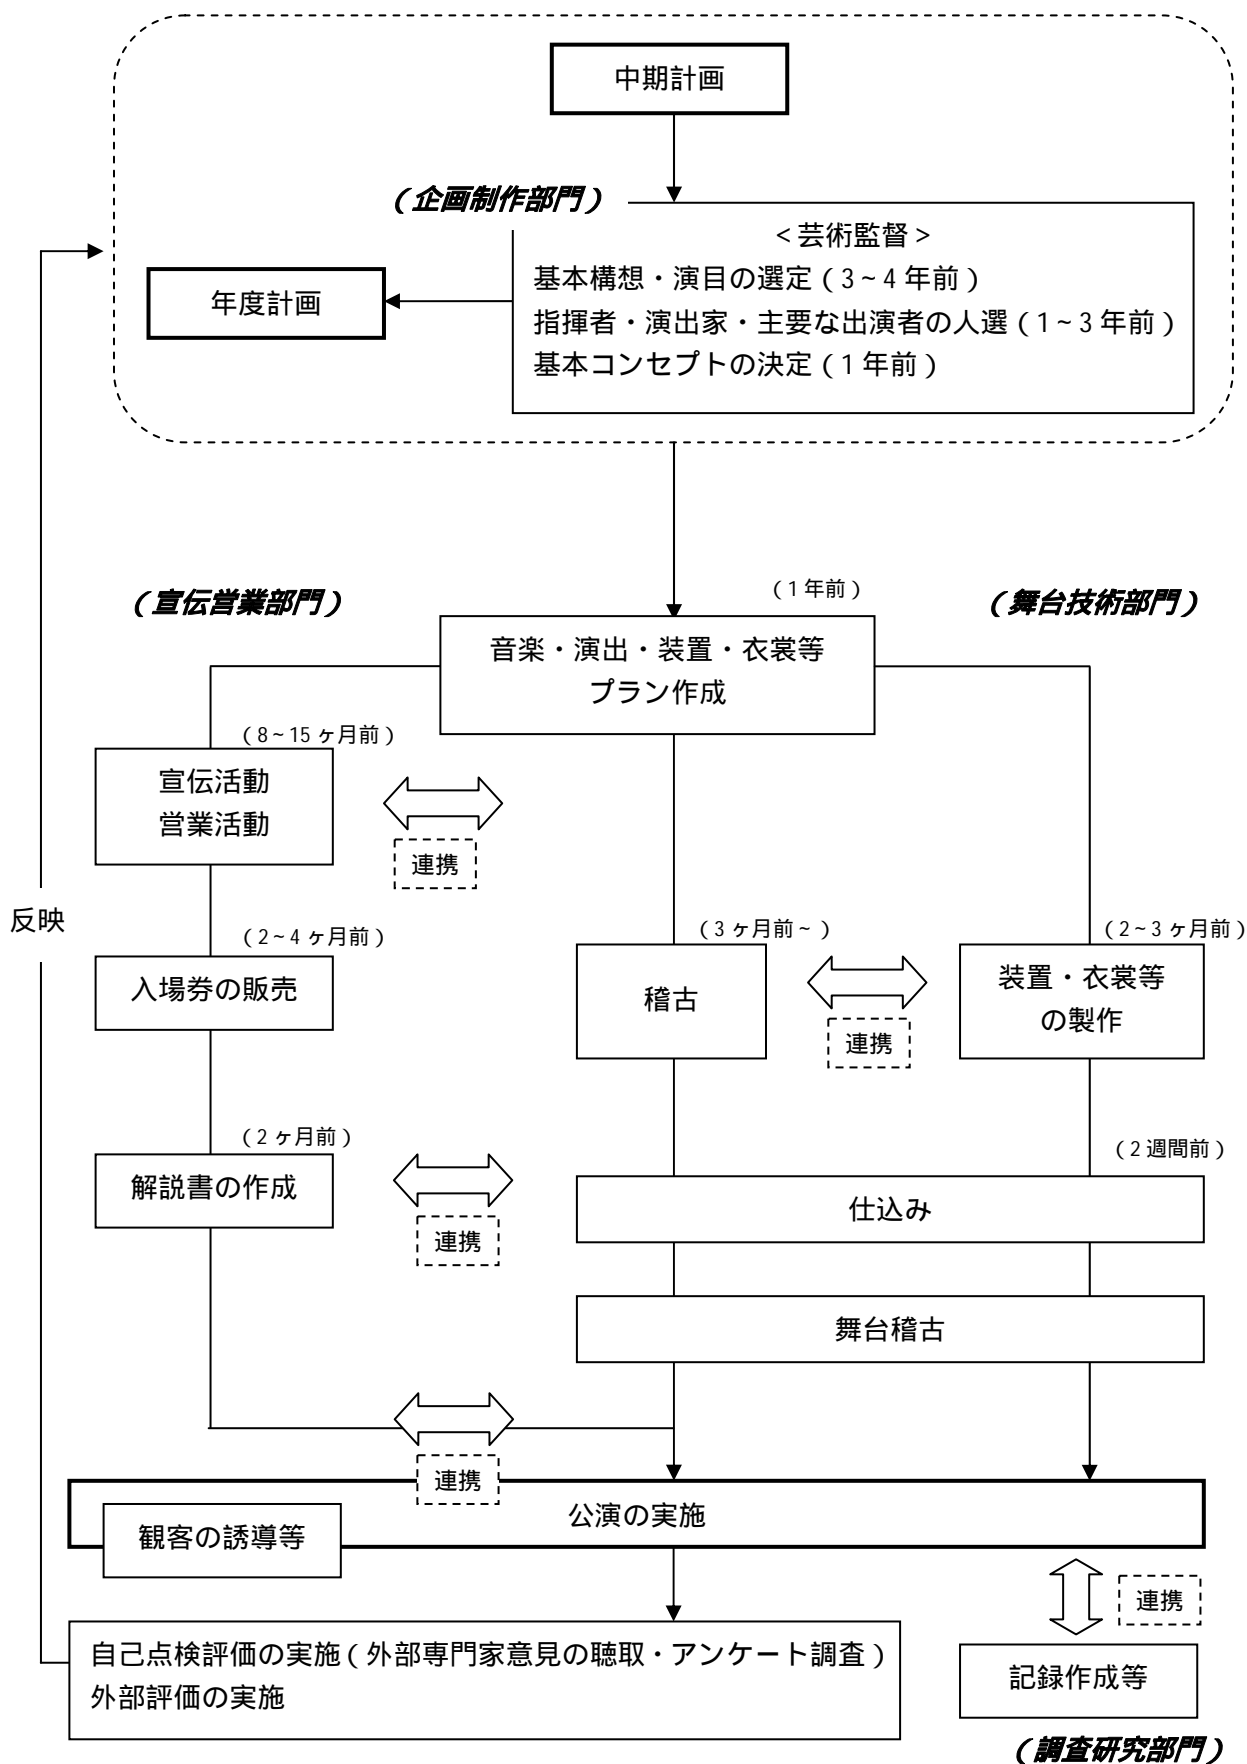 中期計画
（企画制作部門）
＜芸術監督＞
基本構想・演目の選定（3~4年前）
指揮者・演出家・主要な出演者の人選（1~3年前）
基本コンセプトの決定（1年前）
年度計画
（1年前）
（宣伝営業部門）
（舞台技術部門）
音楽・演出・装置・衣裳等
プラン作成
（8~15ヶ月前）
宣伝活動
営業活動
連携
反映
（2~4ヶ月前）
（3ヶ月前~）
（2~3ヶ月前）
入場券の販売
稽古
装置・衣裳等
の製作
連携
（2ヶ月前）
（2週間前）
解説書の作成
仕込み
連携
舞台稽古
連携
公演の実施
観客の誘導等
連携
自己点検評価の実施（外部専門家意見の聴取・アンケート調査）
外部評価の実施
記録作成等
（調査研究部門）